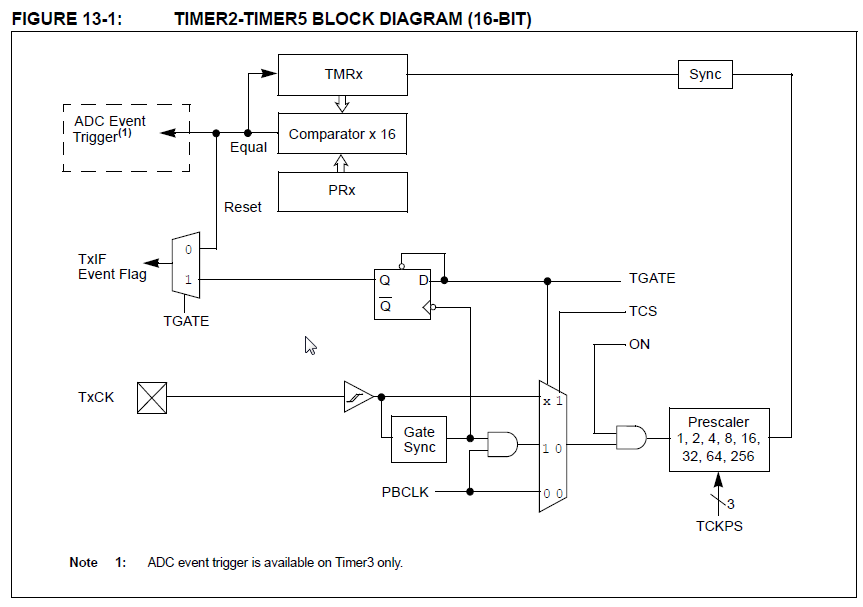 FIGURE 13-1: TIMER2-TIMER5 BLOCK DIAGRAM (16-BIT)
TMRx
Sync
ADC Event
Trigger(1)
Equal
Comparator x 16
PRx
Reset
0
1
TxIF
Event Flag
TGATE
Q
D
Q
TGATE
TCS
ON
TxCK
x 1
Gate
Sync
1 0
PBCLK
0 0
Prescaler
1, 2, 4, 8, 16,
32, 64, 256
3
TCKPS
Note 1: ADC event trigger is available on Timer3 only.